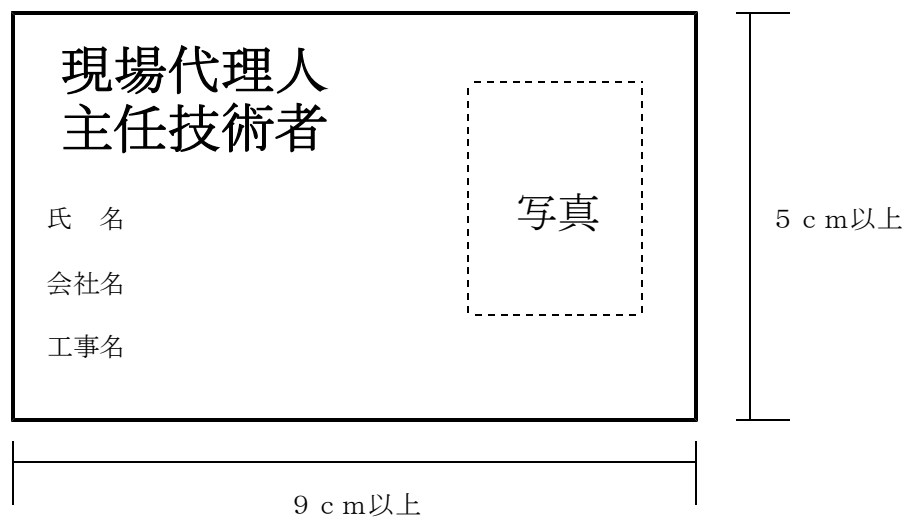 現場代理人
主任技術者
写真
氏　名
会社名
工事名
５ｃｍ以上
９ｃｍ以上